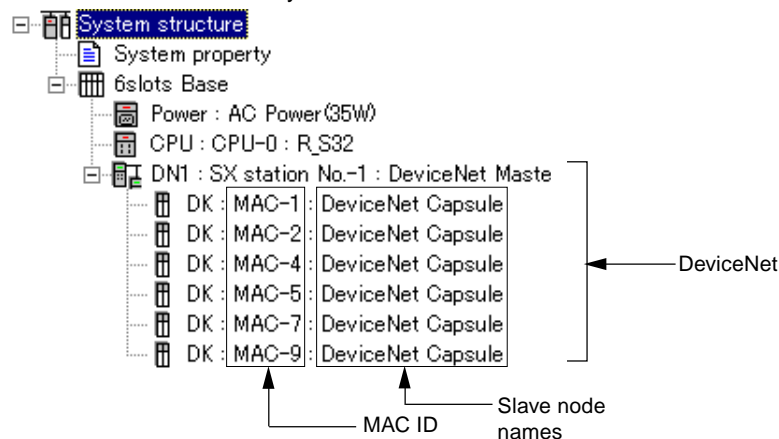 System structure
System property
6slots Base
Power : AC Power(35W)
CPU : CPU-0 : R_S32
DN1 : SX station No.-1 : DeviceNet Maste
DK : MAC-1 : DeviceNet Capsule
DK : MAC-2 : DeviceNet Capsule
DK : MAC-4 : DeviceNet Capsule
DeviceNet
DK : MAC-5 : DeviceNet Capsule
DK : MAC-7 : DeviceNet Capsule
DK : MAC-9 : DeviceNet Capsule
MAC ID
Slave node
names